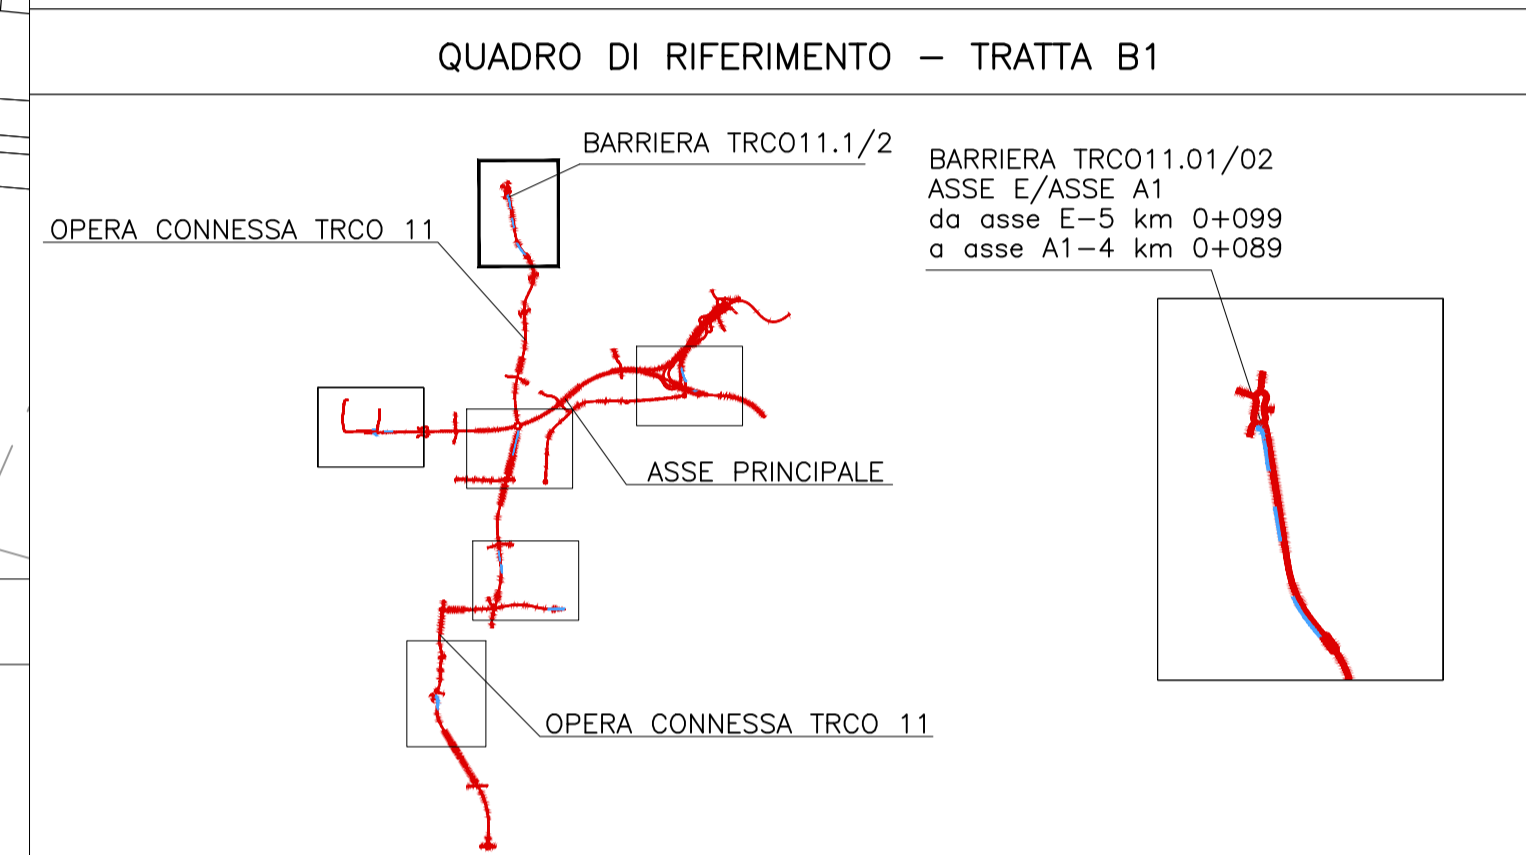 QUADRO DI RIFERIMENTO – TRATTA B1
BARRIERA TRCO11.1/2
OPERA CONNESSA TRCO 11
BARRIERA TRCO11.01/02
ASSE E/ASSE A1
da asse E–5 km 0+099
a asse A1–4 km 0+089
ASSE PRINCIPALE
OPERA CONNESSA TRCO 11